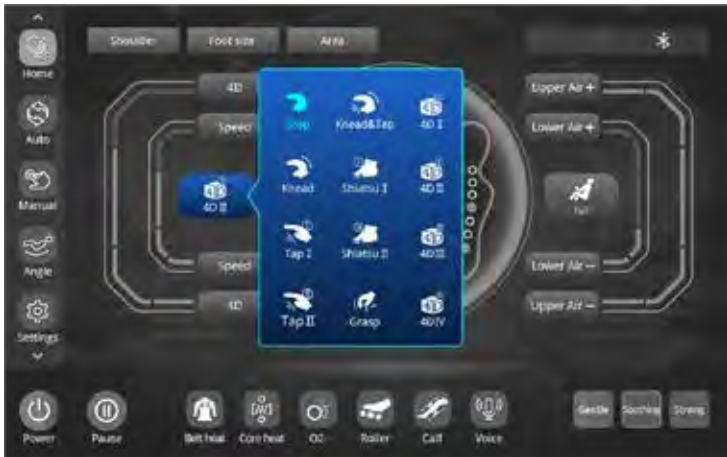 Shoulder Foot size Area
Home
Auto
Manual
Angle
Settings
4D
Speed
4D II
Speed
4D
Stop Knead&Tap 4D I
Knead Shiatsu I 4D II
Tap I Shiatsu II 4D III
Tap II Grasp 4D IV
Upper Air +
Lower Air +
Full
Lower Air −
Upper Air −
Power Pause Belt heat Core heat O2 Roller Calf Voice
Gentle Soothing Strong